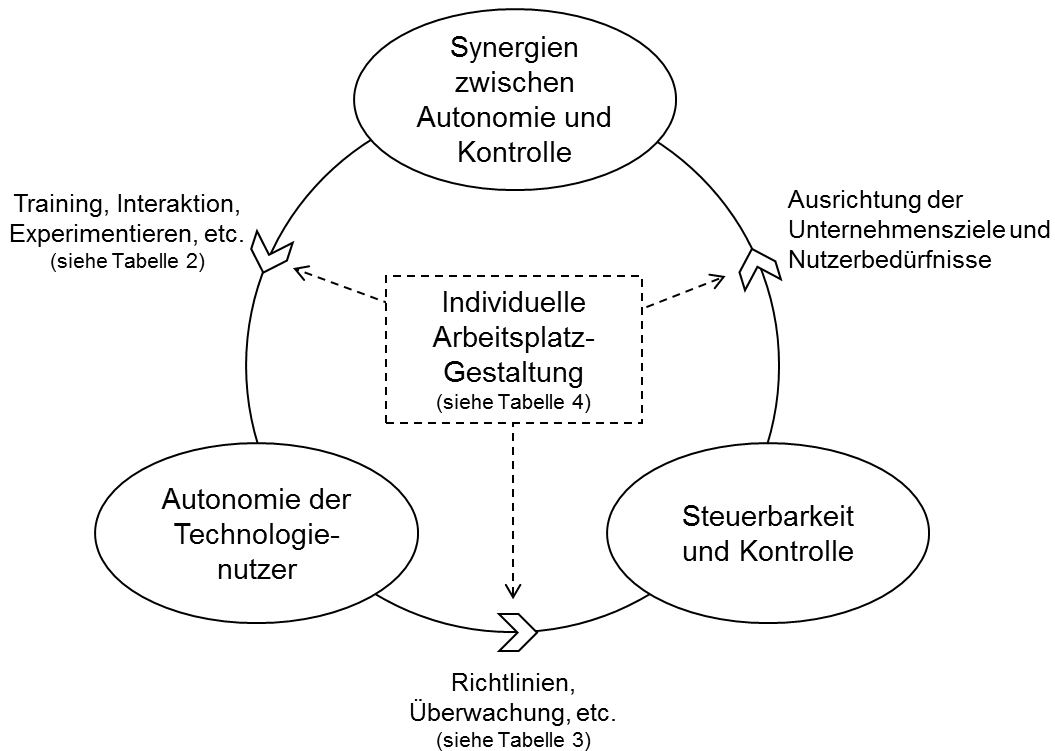 Synergien
zwischen
Autonomie und
Kontrolle
Training, Interaktion,
Experimentieren, etc.
(siehe Tabelle 2)
Ausrichtung der
Unternehmensziele und
Nutzerbedürfnisse
Individuelle
Arbeitsplatz-
Gestaltung
(siehe Tabelle 4)
Autonomie der
Technologie-
nutzer
Steuerbarkeit
und Kontrolle
Richtlinien,
Überwachung, etc.
(siehe Tabelle 3)